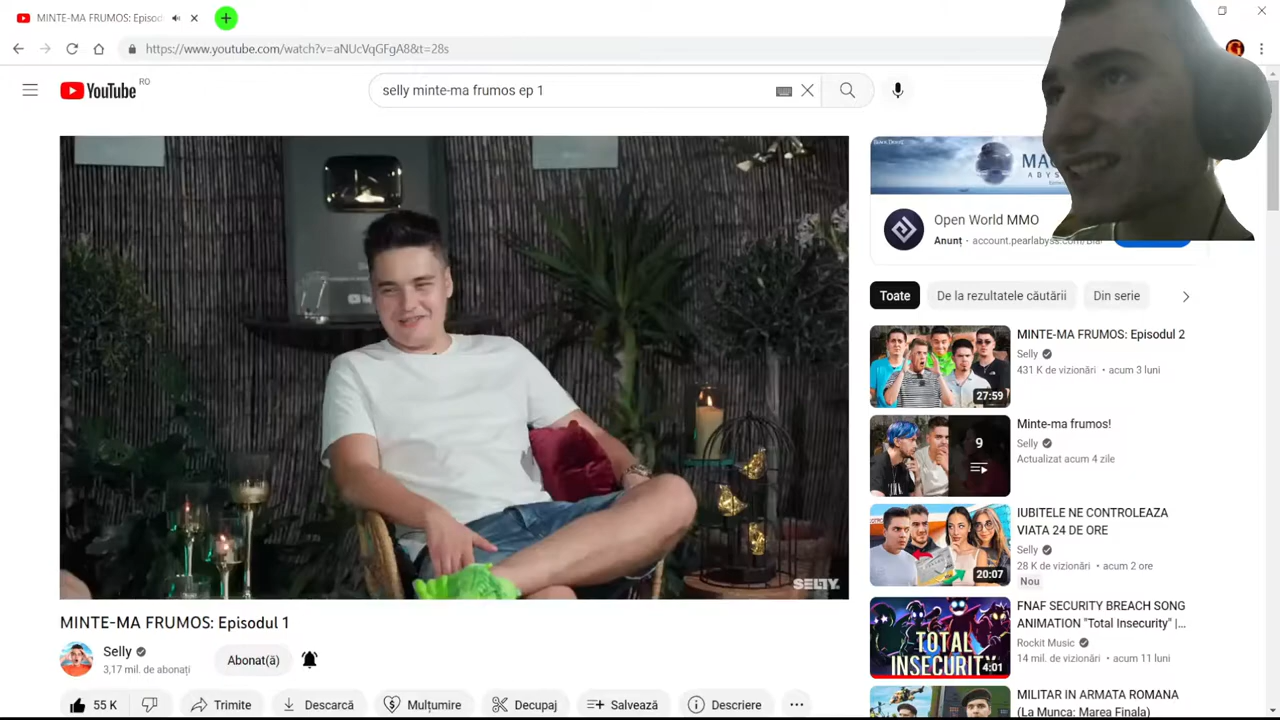 MINTE-MA FRUMOS: Episod
https://www.youtube.com/watch?v=aNUcVqGFgA8&t=28s
YouTube RO
selly minte-ma frumos ep 1
SELTY.
MINTE-MA FRUMOS: Episodul 1
Selly
3,17 mil. de abonați
Abonat(ă)
55 K
Trimite
Descarcă
Mulțumire
Decupaj
Salvează
Descriere
Open World MMO
Anunț
Toate
De la rezultatele căutării
Din serie
27:59
MINTE-MA FRUMOS: Episodul 2
Selly
431 K de vizionări • acum 3 luni
9
Minte-ma frumos!
Selly
Actualizat acum 4 zile
20:07
IUBITELE NE CONTROLEAZA
VIATA 24 DE ORE
Selly
28 K de vizionări • acum 2 ore
Nou
TOTAL
INSECURITY
4:01
FNAF SECURITY BREACH SONG
ANIMATION "Total Insecurity" |...
Rockit Music
14 mil. de vizionări • acum 11 luni
MILITAR IN ARMATA ROMANA
(La Munca: Marea Finala)